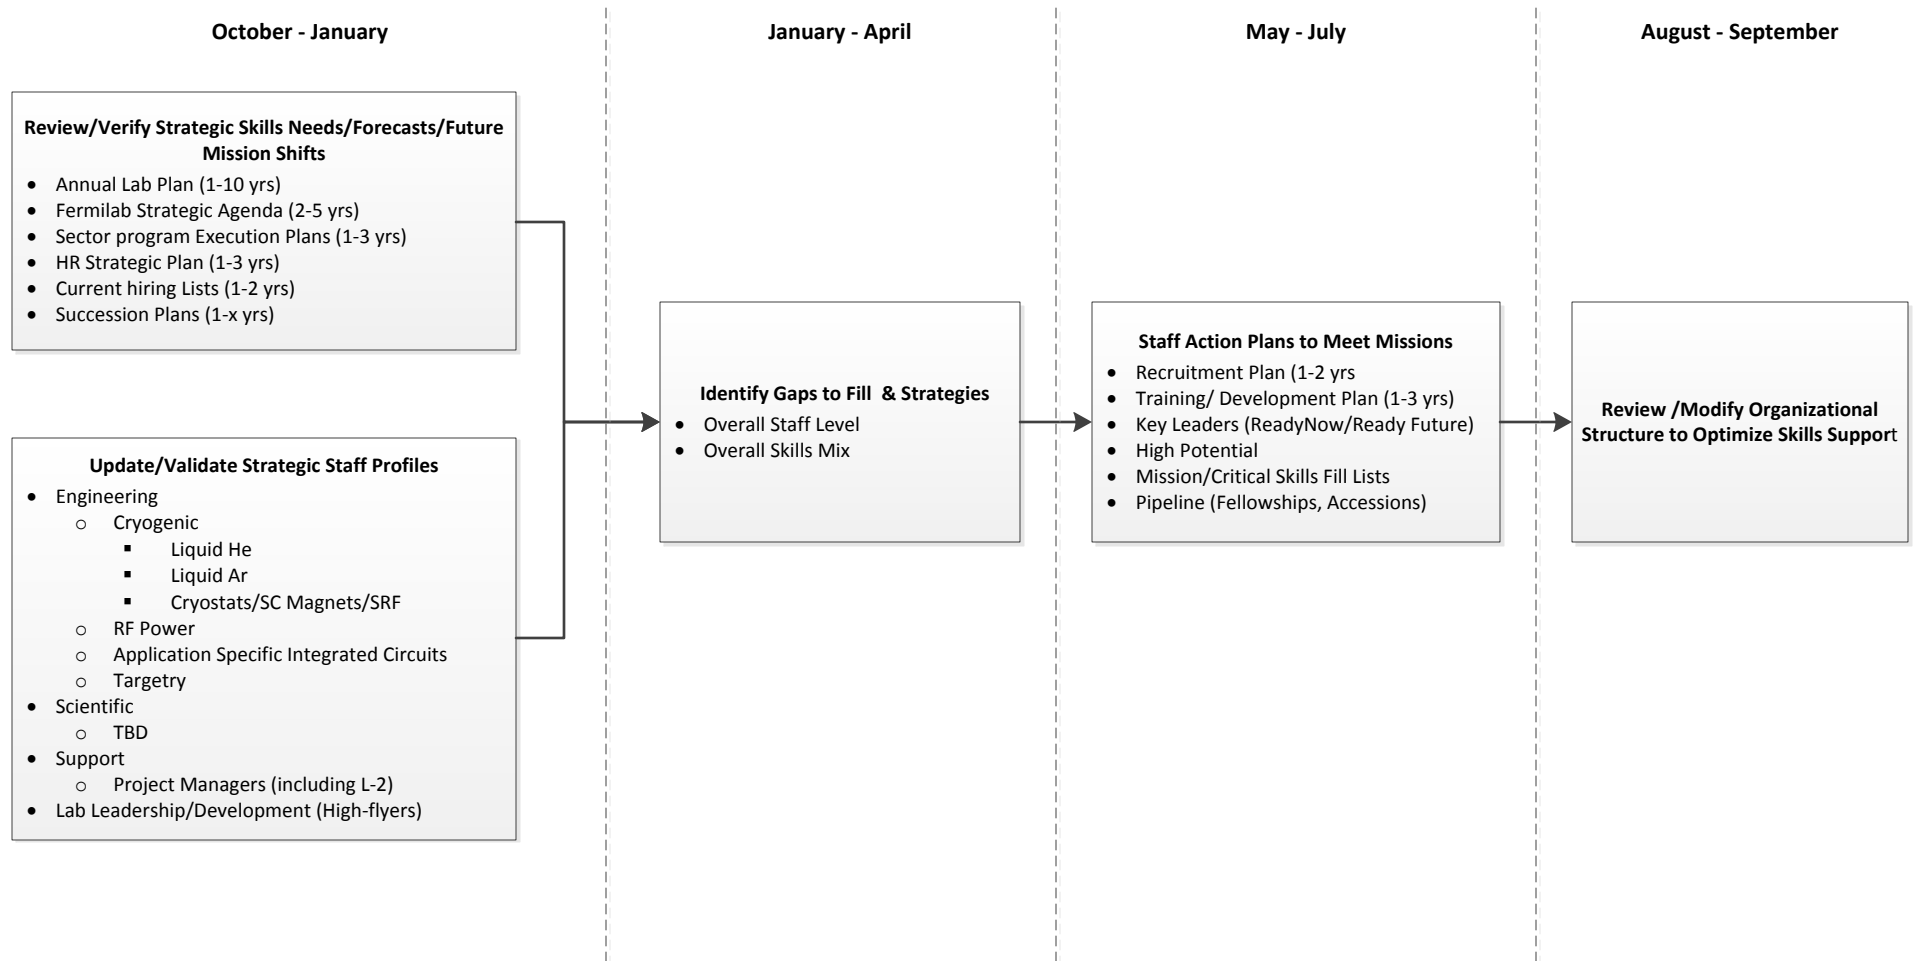 October - January
January - April
May - July
August - September
Review/Verify Strategic Skills Needs/Forecasts/Future
Mission Shifts
• Annual Lab Plan (1-10 yrs)
• Fermilab Strategic Agenda (2-5 yrs)
• Sector program Execution Plans (1-3 yrs)
• HR Strategic Plan (1-3 yrs)
• Current hiring Lists (1-2 yrs)
• Succession Plans (1-x yrs)
Update/Validate Strategic Staff Profiles
• Engineering
o Cryogenic
▪ Liquid He
▪ Liquid Ar
▪ Cryostats/SC Magnets/SRF
o RF Power
o Application Specific Integrated Circuits
o Targetry
• Scientific
o TBD
• Support
o Project Managers (including L-2)
• Lab Leadership/Development (High-flyers)
Identify Gaps to Fill  & Strategies
• Overall Staff Level
• Overall Skills Mix
Staff Action Plans to Meet Missions
• Recruitment Plan (1-2 yrs
• Training/ Development Plan (1-3 yrs)
• Key Leaders (ReadyNow/Ready Future)
• High Potential
• Mission/Critical Skills Fill Lists
• Pipeline (Fellowships, Accessions)
Review /Modify Organizational
Structure to Optimize Skills Support